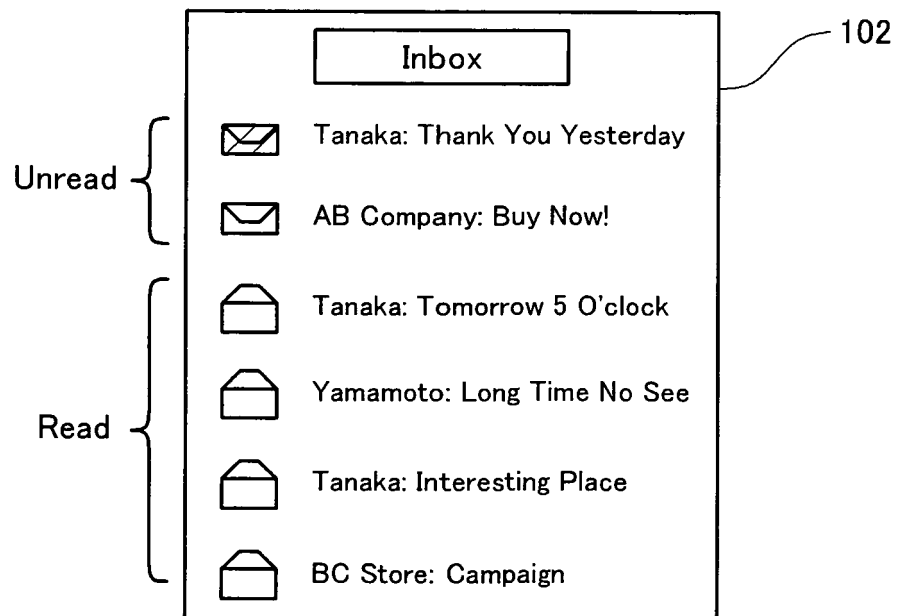 102
Inbox
Unread
Tanaka: Thank You Yesterday
AB Company: Buy Now!
Read
Tanaka: Tomorrow 5 O'clock
Yamamoto: Long Time No See
Tanaka: Interesting Place
BC Store: Campaign